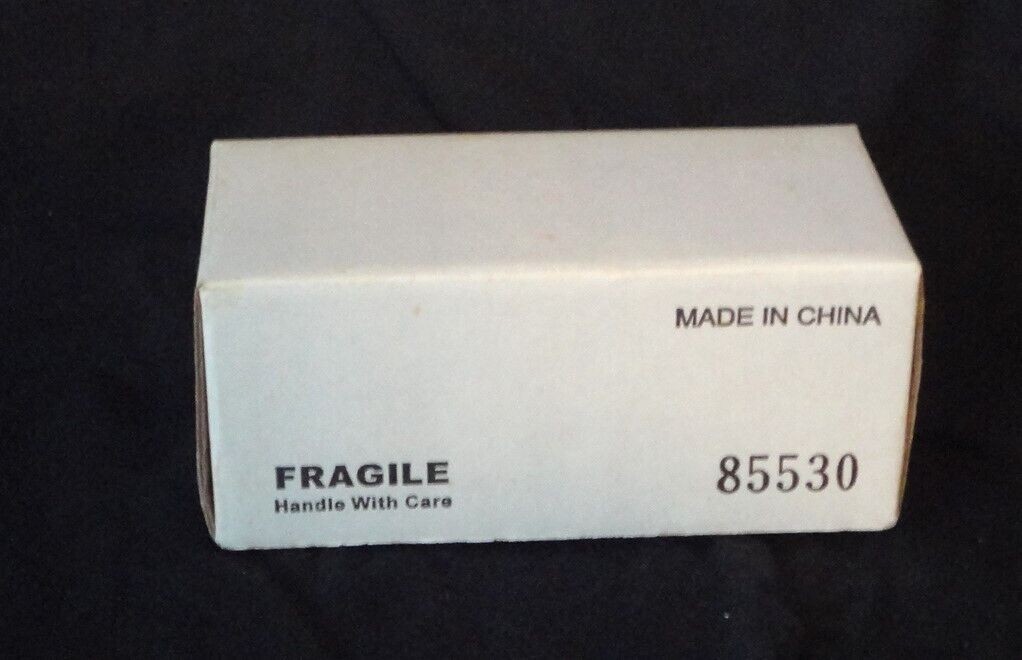 MADE IN CHINA
FRAGILE
Handle With Care
85530